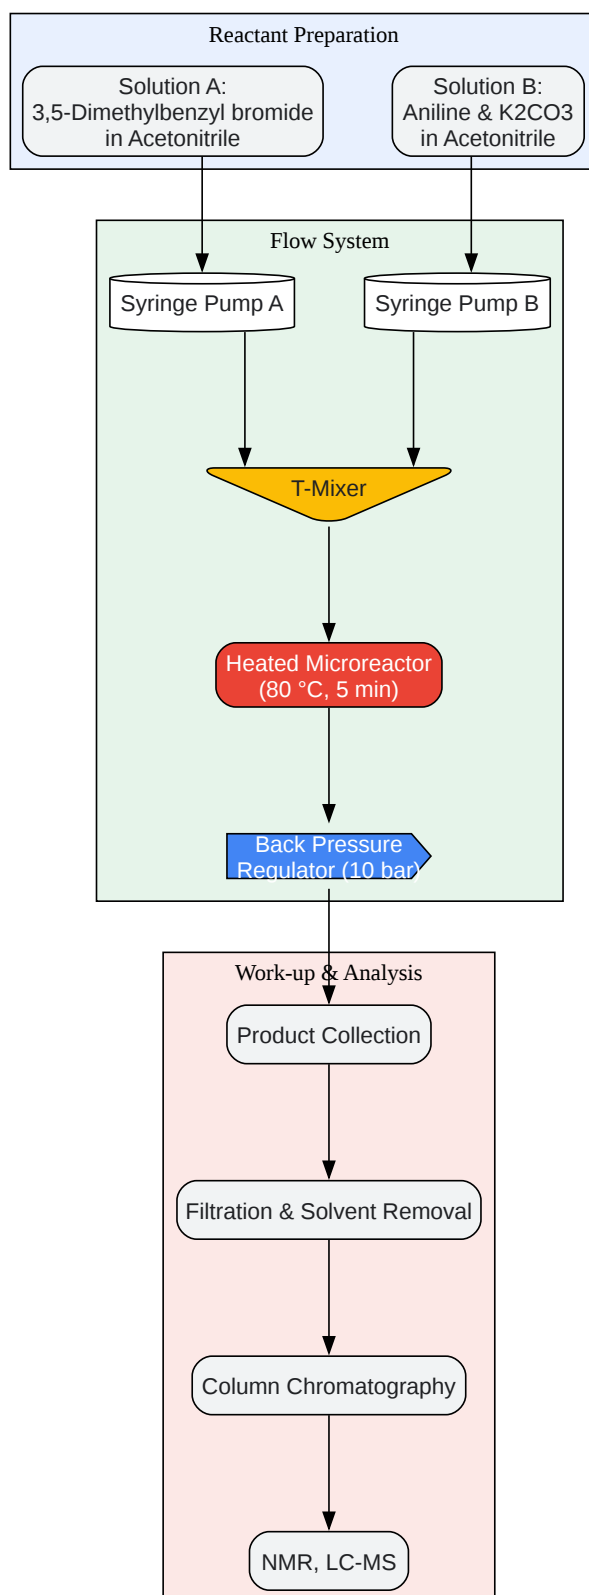 Reactant Preparation
Solution A:
3,5-Dimethylbenzyl bromide
in Acetonitrile
Solution B:
Aniline & K2CO3
in Acetonitrile
Flow System
Syringe Pump A
Syringe Pump B
T-Mixer
Heated Microreactor
(80 °C, 5 min)
Back Pressure
Regulator (10 bar)
Work-up & Analysis
Product Collection
Filtration & Solvent Removal
Column Chromatography
NMR, LC-MS